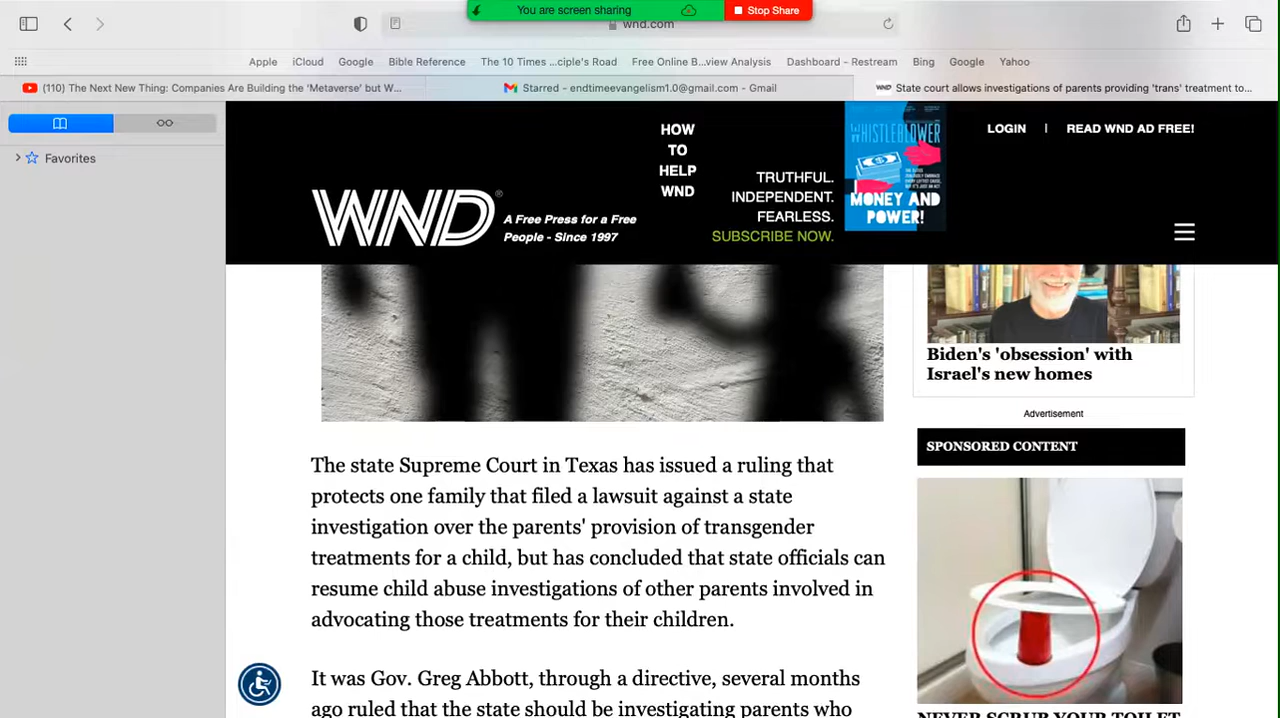 You are screen sharing
Stop Share
wnd.com
Apple iCloud Google Bible Reference The 10 Times ...ciple's Road Free Online B...view Analysis Dashboard - Restream Bing Google Yahoo
(110) The Next New Thing: Companies Are Building the 'Metaverse' but W...
Starred - endtimeevangelism1.0@gmail.com - Gmail
WND State court allows investigations of parents providing 'trans' treatment to...
Favorites
HOW
TO
HELP
WND
WND®
A Free Press for a Free
People - Since 1997
TRUTHFUL.
INDEPENDENT.
FEARLESS.
SUBSCRIBE NOW.
WHISTLEBLOWER
MONEY AND
POWER!
LOGIN | READ WND AD FREE!
The state Supreme Court in Texas has issued a ruling that
protects one family that filed a lawsuit against a state
investigation over the parents' provision of transgender
treatments for a child, but has concluded that state officials can
resume child abuse investigations of other parents involved in
advocating those treatments for their children.
It was Gov. Greg Abbott, through a directive, several months
ago ruled that the state should be investigating parents who
Biden's 'obsession' with
Israel's new homes
Advertisement
SPONSORED CONTENT
NEVER SCRUB YOUR TOILET